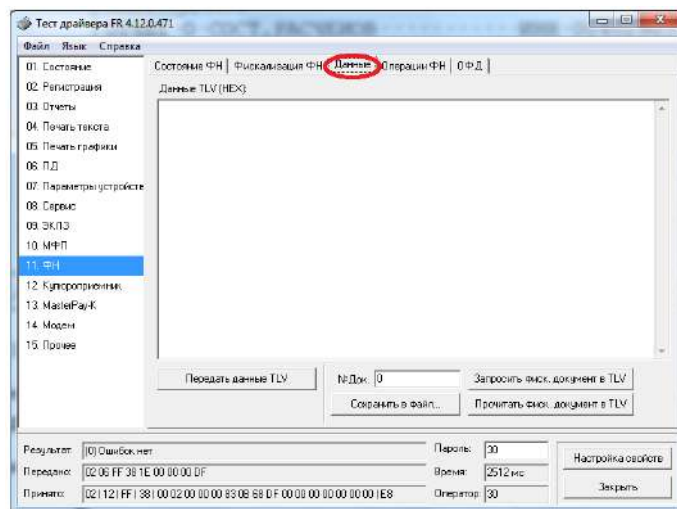 Тест драйвера FR 4.12.0.471
Файл Язык Справка
01. Состояние
02. Регистрация
03. Отчеты
04. Печать текста
05. Печать графики
06. ПД
07. Параметры устройств
08. Сервис
09. ЭКЛЗ
10. МФП
11. ФН
12. Купюроприемник
13. MasterPay-K
14. Модем
15. Прочее
Состояние ФН Фискализация ФН Данные Операции ФН ОФД
Данные TLV (HEX):
Передать данные TLV
№ Док. 0
Запросить фиск. документ в TLV
Сохранить в файл...
Прочитать фиск. документ в TLV
Результат: (0) Ошибок нет
Пароль: 30
Настройка свойств
Передано: 02 06 FF 38 1E 00 00 00 DF
Время: 2512 мс
Принято: 02 | 12 | FF | 38 | 00 02 00 00 00 83 0B 68 DF 00 00 00 00 00 00 00 | E8
Оператор: 30
Закрыть